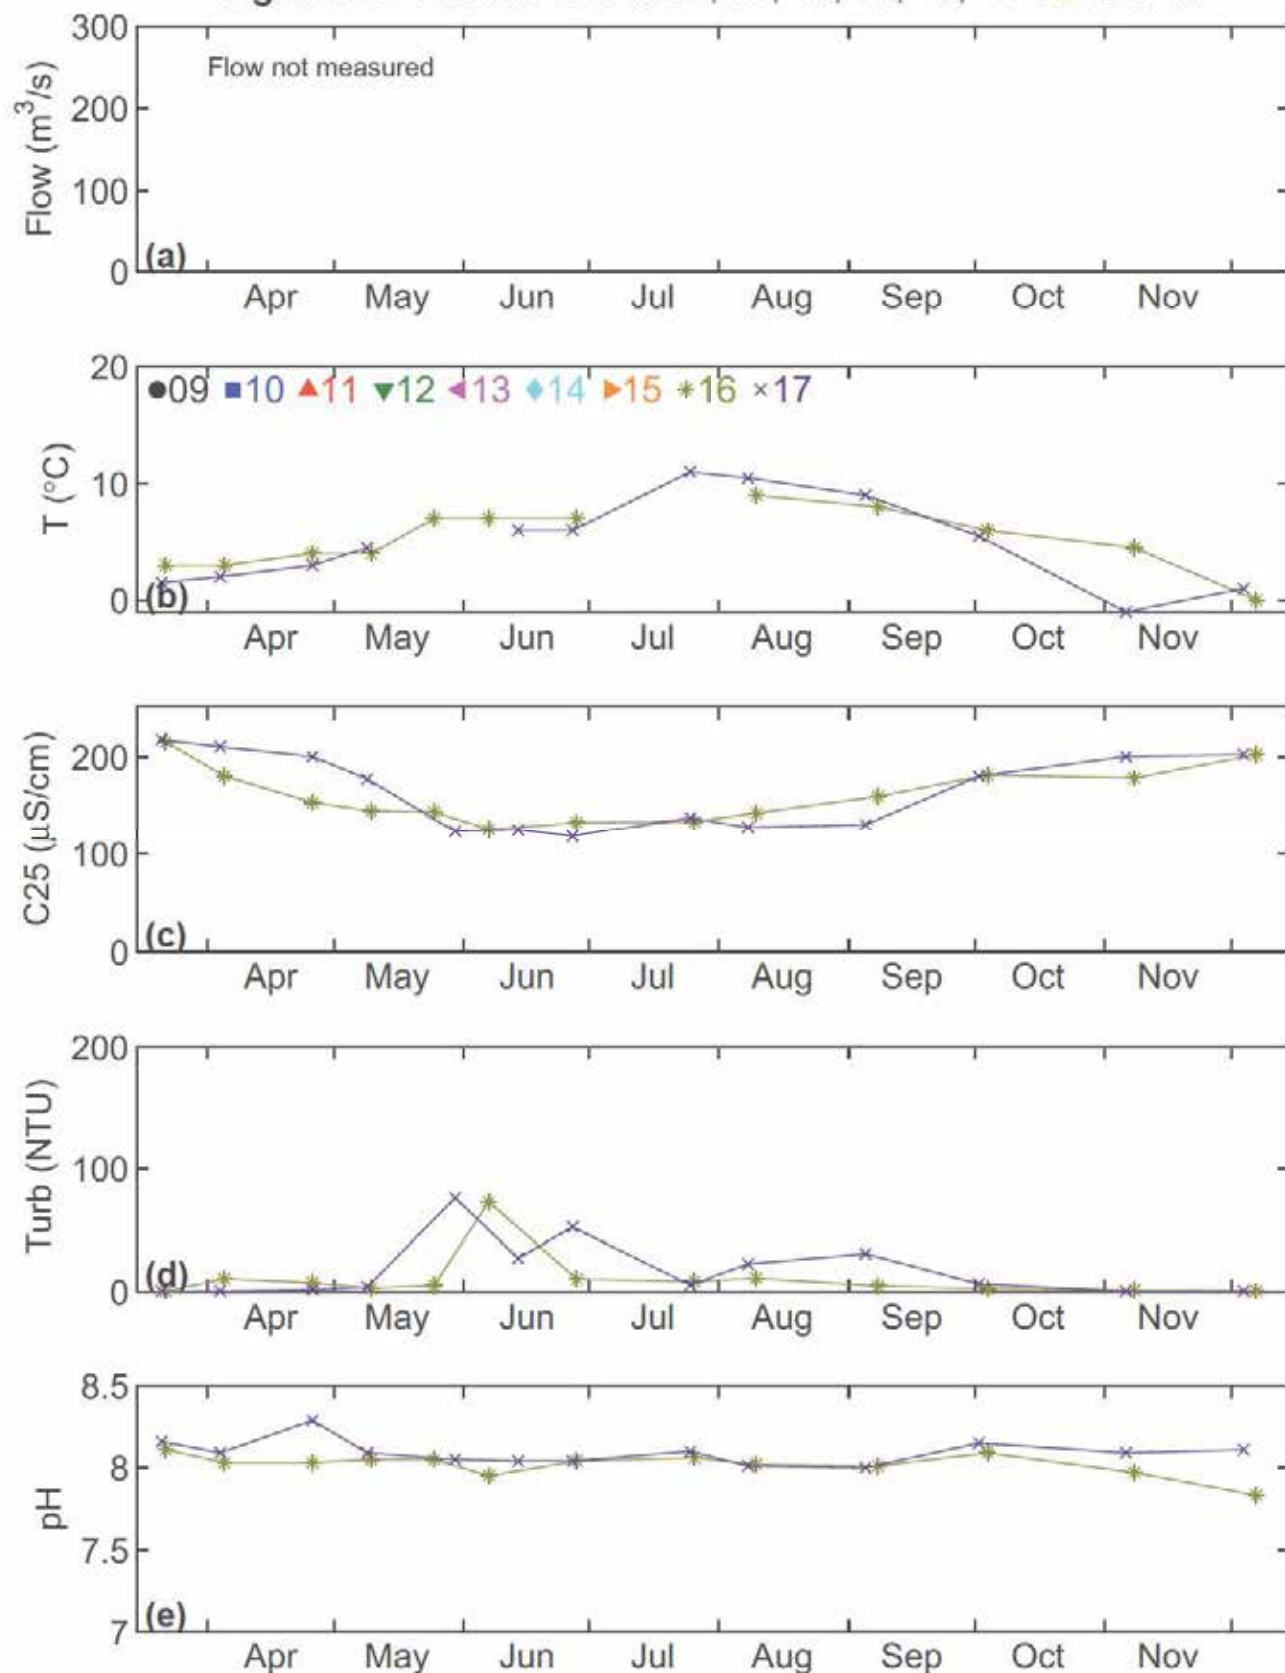 300
Flow not measured
200
100
0
Flow (m³/s)
(a)
Apr May Jun Jul Aug Sep Oct Nov
20
09 10 11 12 13 14 15 16 17
10
0
T (°C)
(b)
Apr May Jun Jul Aug Sep Oct Nov
200
100
0
C25 (μS/cm)
(c)
Apr May Jun Jul Aug Sep Oct Nov
200
100
0
Turb (NTU)
(d)
Apr May Jun Jul Aug Sep Oct Nov
8.5
8
7.5
7
pH
(e)
Apr May Jun Jul Aug Sep Oct Nov